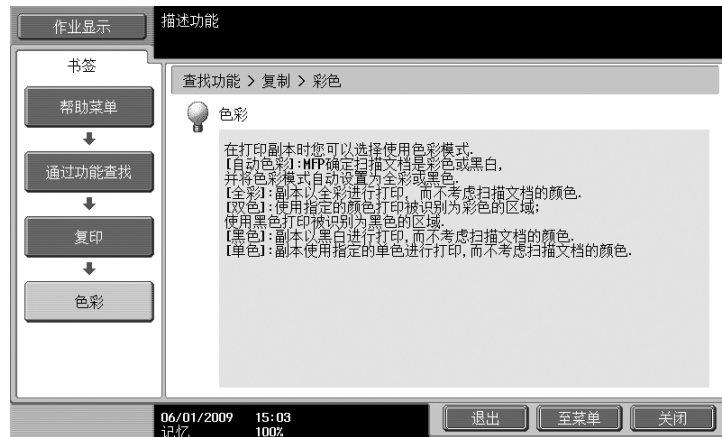 作业显示
描述功能
书签
查找功能 > 复制 > 彩色
帮助菜单
色彩
通过功能查找
在打印副本时您可以选择使用色彩模式.
[自动色彩]:MFP确定扫描文档是彩色或黑白,
并将色彩模式自动设置为全彩或黑色.
[全彩]:副本以全彩进行打印, 而不考虑扫描文档的颜色.
[双色]:使用指定的颜色打印被识别为彩色的区域;
使用黑色打印被识别为黑色的区域.
[黑色]:副本以黑白进行打印,而不考虑扫描文档的颜色.
[单色]:副本使用指定的单色进行打印,而不考虑扫描文档的颜色.
复印
色彩
06/01/2009 15:03
记忆 100%
退出
至菜单
关闭